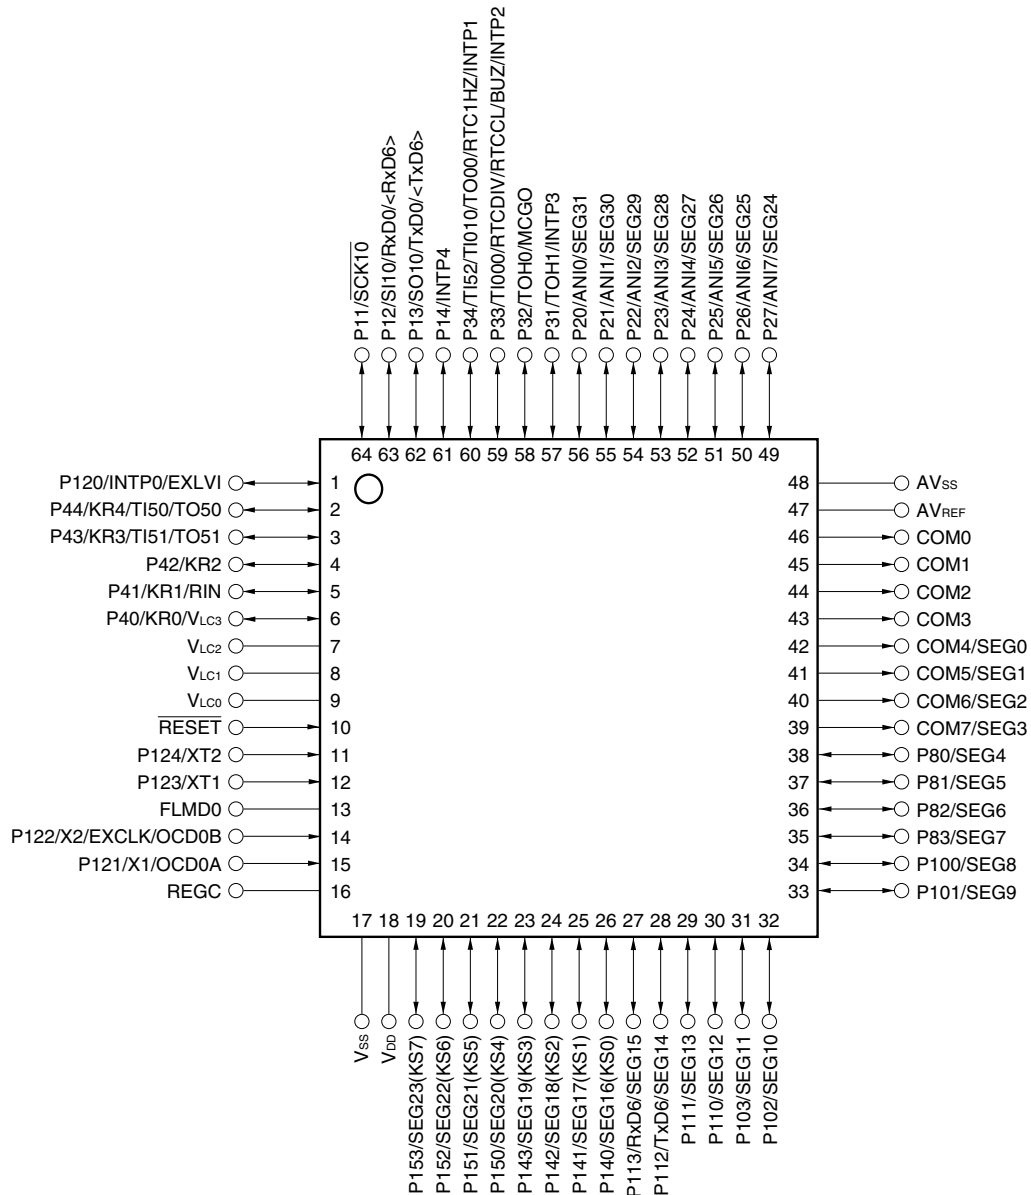 P11/SCK10
P12/SI10/RxD0/<RxD6>
P13/SO10/TxD0/<TxD6>
P14/INTP4
P34/TI52/TI010/TO00/RTC1HZ/INTP1
P33/TI000/RTCDIV/RTCCL/BUZ/INTP2
P32/TOH0/MCGO
P31/TOH1/INTP3
P20/ANI0/SEG31
P21/ANI1/SEG30
P22/ANI2/SEG29
P23/ANI3/SEG28
P24/ANI4/SEG27
P25/ANI5/SEG26
P26/ANI6/SEG25
P27/ANI7/SEG24
64 63 62 61 60 59 58 57 56 55 54 53 52 51 50 49
P120/INTP0/EXLVI 1
P44/KR4/TI50/TO50 2
P43/KR3/TI51/TO51 3
P42/KR2 4
P41/KR1/RIN 5
P40/KR0/VLC3 6
VLC2 7
VLC1 8
VLC0 9
RESET 10
P124/XT2 11
P123/XT1 12
FLMD0 13
P122/X2/EXCLK/OCD0B 14
P121/X1/OCD0A 15
REGC 16
48 AVSS
47 AVREF
46 COM0
45 COM1
44 COM2
43 COM3
42 COM4/SEG0
41 COM5/SEG1
40 COM6/SEG2
39 COM7/SEG3
38 P80/SEG4
37 P81/SEG5
36 P82/SEG6
35 P83/SEG7
34 P100/SEG8
33 P101/SEG9
17 18 19 20 21 22 23 24 25 26 27 28 29 30 31 32
VSS
VDD
P153/SEG23(KS7)
P152/SEG22(KS6)
P151/SEG21(KS5)
P150/SEG20(KS4)
P143/SEG19(KS3)
P142/SEG18(KS2)
P141/SEG17(KS1)
P140/SEG16(KS0)
P113/RxD6/SEG15
P112/TxD6/SEG14
P111/SEG13
P110/SEG12
P103/SEG11
P102/SEG10